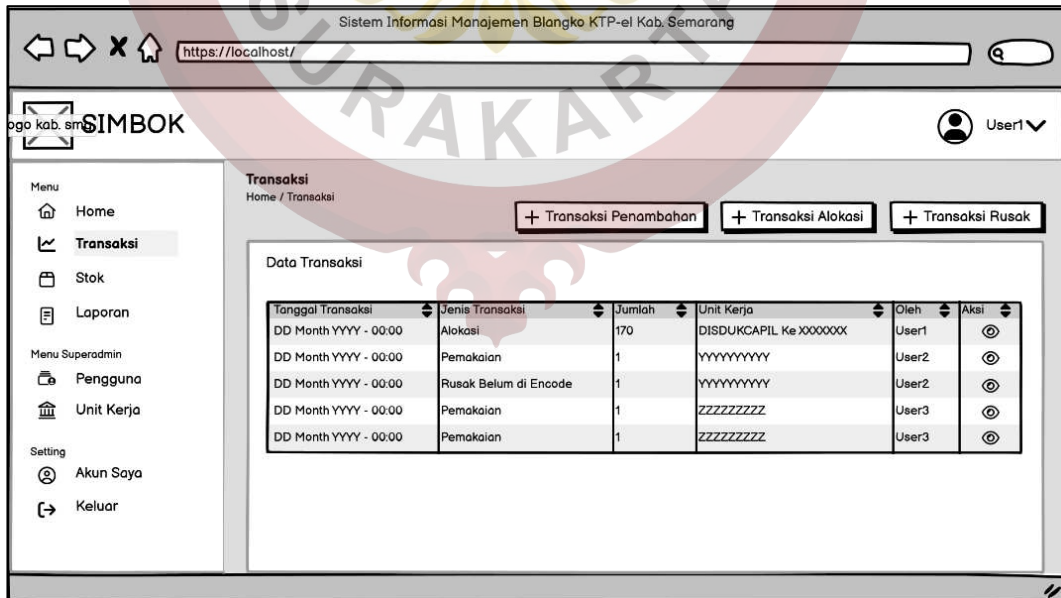 Sistem Informasi Manajemen Blangko KTP-el Kab. Semarang
https://localhost/
SURAKART
ogo kab. smg
SIMBOK
User1
Menu
Home
Transaksi
Stok
Laporan
Menu Superadmin
Pengguna
Unit Kerja
Setting
Akun Saya
Keluar
Transaksi
Home / Transaksi
+ Transaksi Penambahan
+ Transaksi Alokasi
+ Transaksi Rusak
Data Transaksi
Tanggal Transaksi Jenis Transaksi Jumlah Unit Kerja Oleh Aksi
DD Month YYYY - 00:00 Alokasi 170 DISDUKCAPIL Ke XXXXXXX User1
DD Month YYYY - 00:00 Pemakaian 1 YYYYYYYYYY User2
DD Month YYYY - 00:00 Rusak Belum di Encode 1 YYYYYYYYYY User2
DD Month YYYY - 00:00 Pemakaian 1 ZZZZZZZZZ User3
DD Month YYYY - 00:00 Pemakaian 1 ZZZZZZZZZ User3